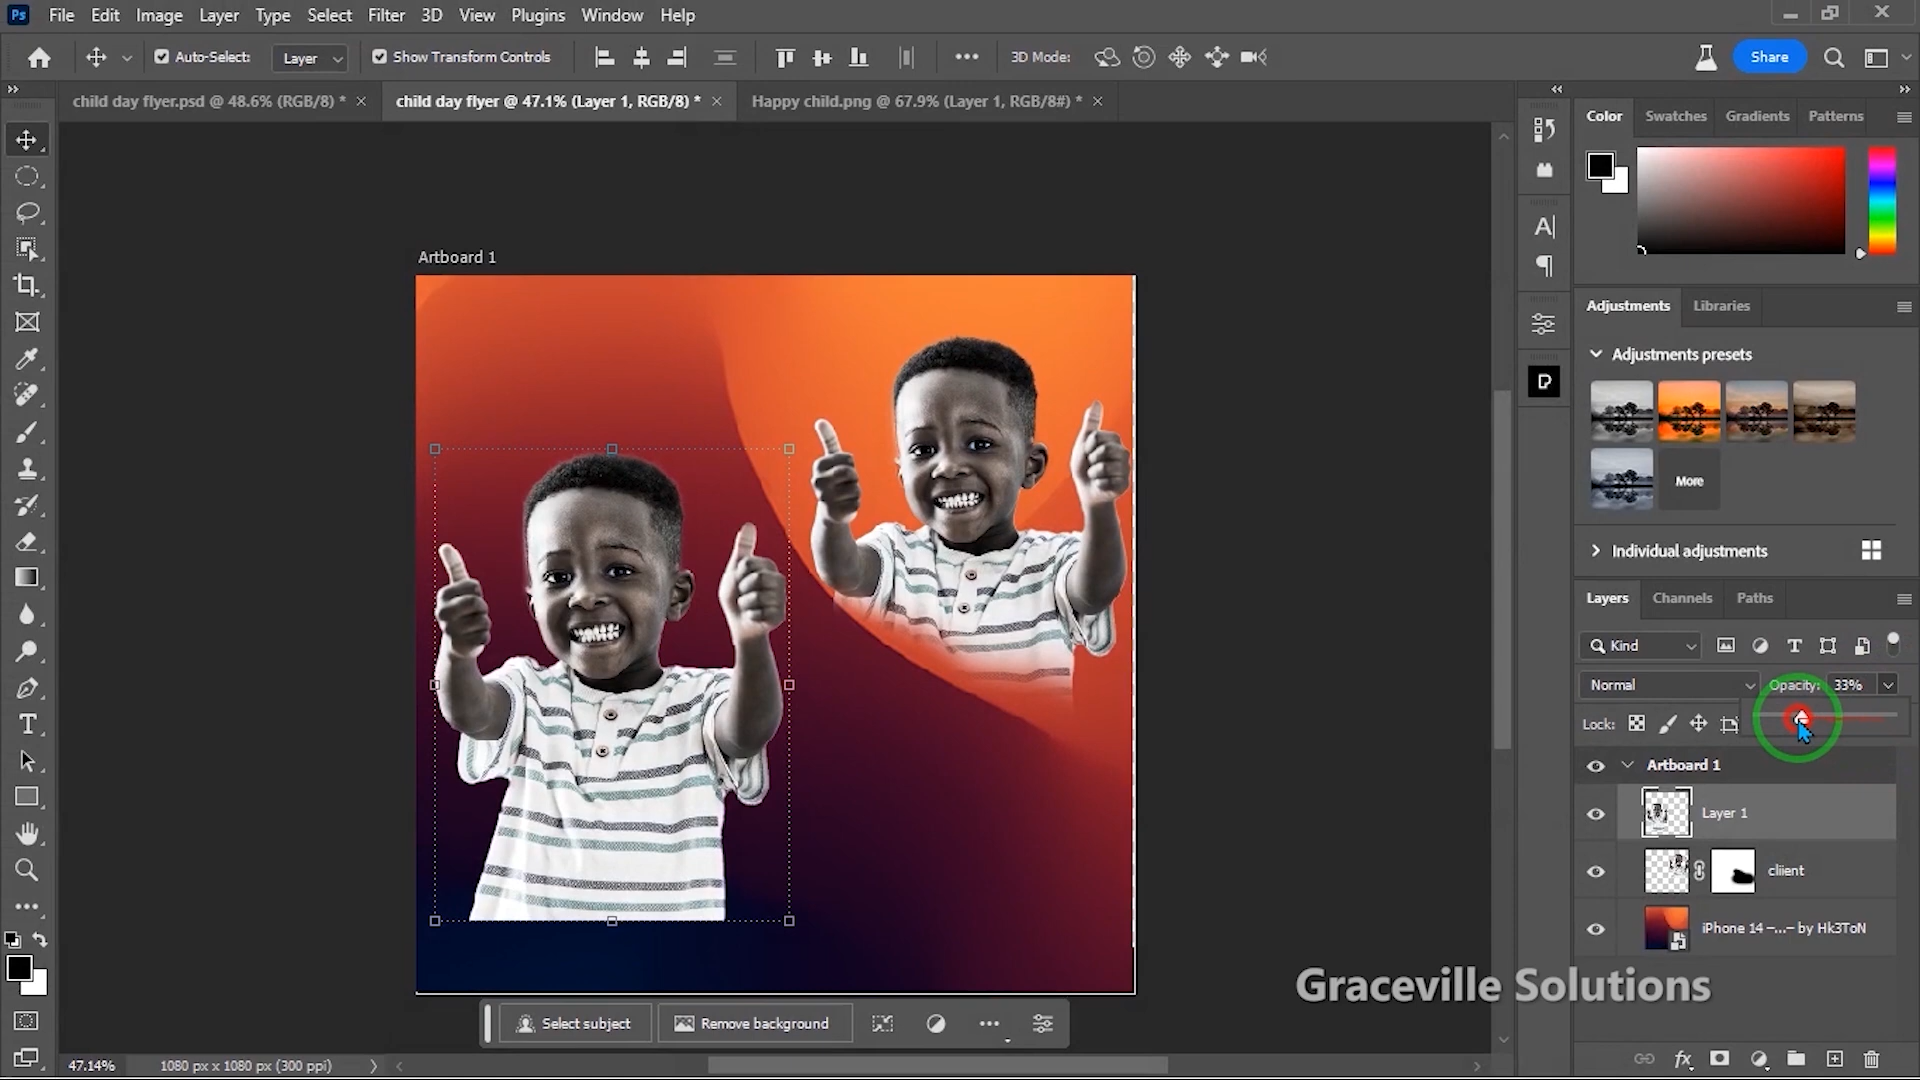 Ps File Edit Image Layer Type Select Filter 3D View Plugins Window Help
Auto-Select: Layer Show Transform Controls 3D Mode: Share
child day flyer.psd @ 48.6% (RGB/8) * child day flyer @ 47.1% (Layer 1, RGB/8) * Happy child.png @ 67.9% (Layer 1, RGB/8#) *
Color Swatches Gradients Patterns
Artboard 1
Adjustments Libraries
Adjustments presets
More
Individual adjustments
Layers Channels Paths
Kind
Normal Opacity: 33%
Lock:
Artboard 1
Layer 1
cliient
iPhone 14 –...– by Hk3ToN
Graceville Solutions
Select subject Remove background
47.14% 1080 px x 1080 px (300 ppi)